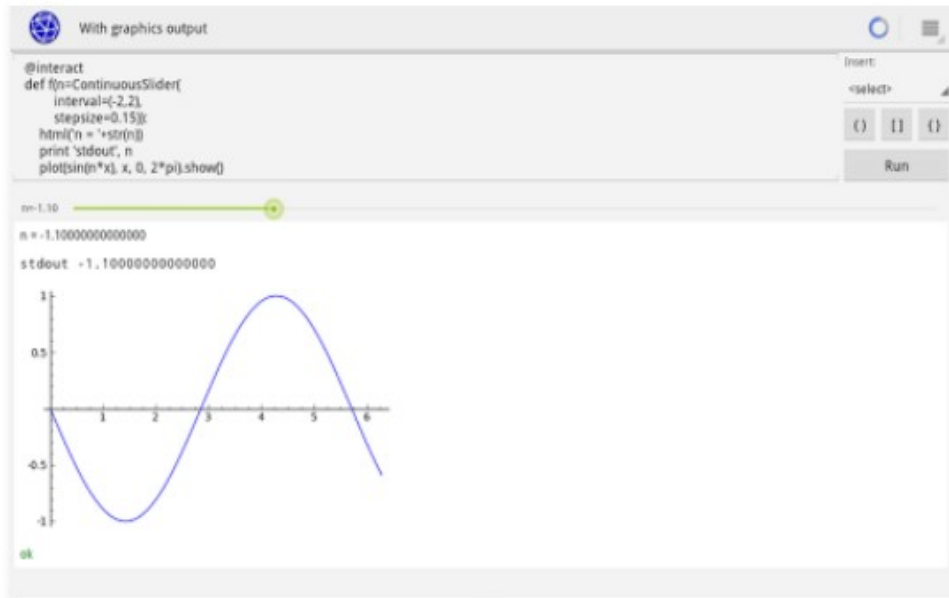 With graphics output
@interact
def f(n=ContinuousSlider(
interval=(-2,2),
stepsize=0.15)):
html('n = '+str(n))
print 'stdout', n
plot(sin(n*x), x, 0, 2*pi).show()
Insert:
<select>
() [] {}
Run
n=-1.10
n = -1.10000000000000
stdout -1.10000000000000
1
0.5
1 2 3 4 5 6
-0.5
-1
ok